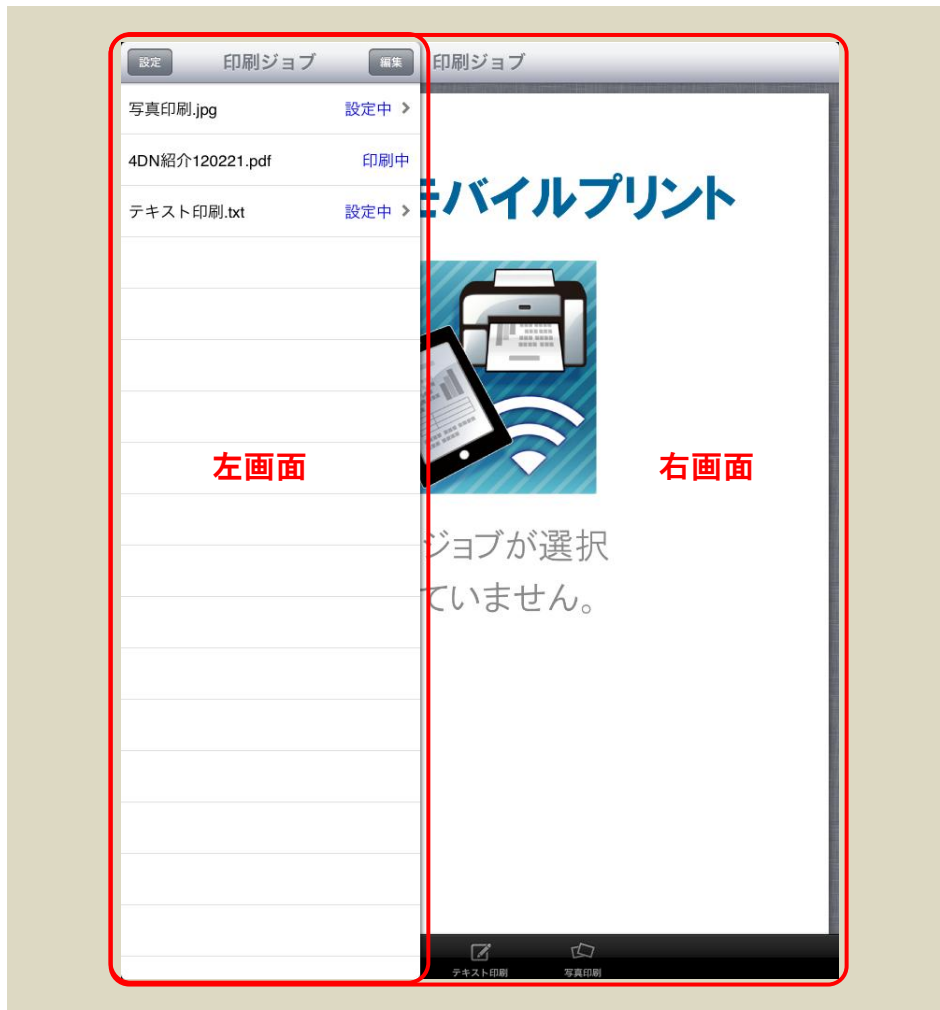 設定 印刷ジョブ 編集
写真印刷.jpg 設定中
4DN紹介120221.pdf 印刷中
テキスト印刷.txt 設定中
左画面
印刷ジョブ
モバイルプリント
右画面
ジョブが選択
ていません。
テキスト印刷 写真印刷